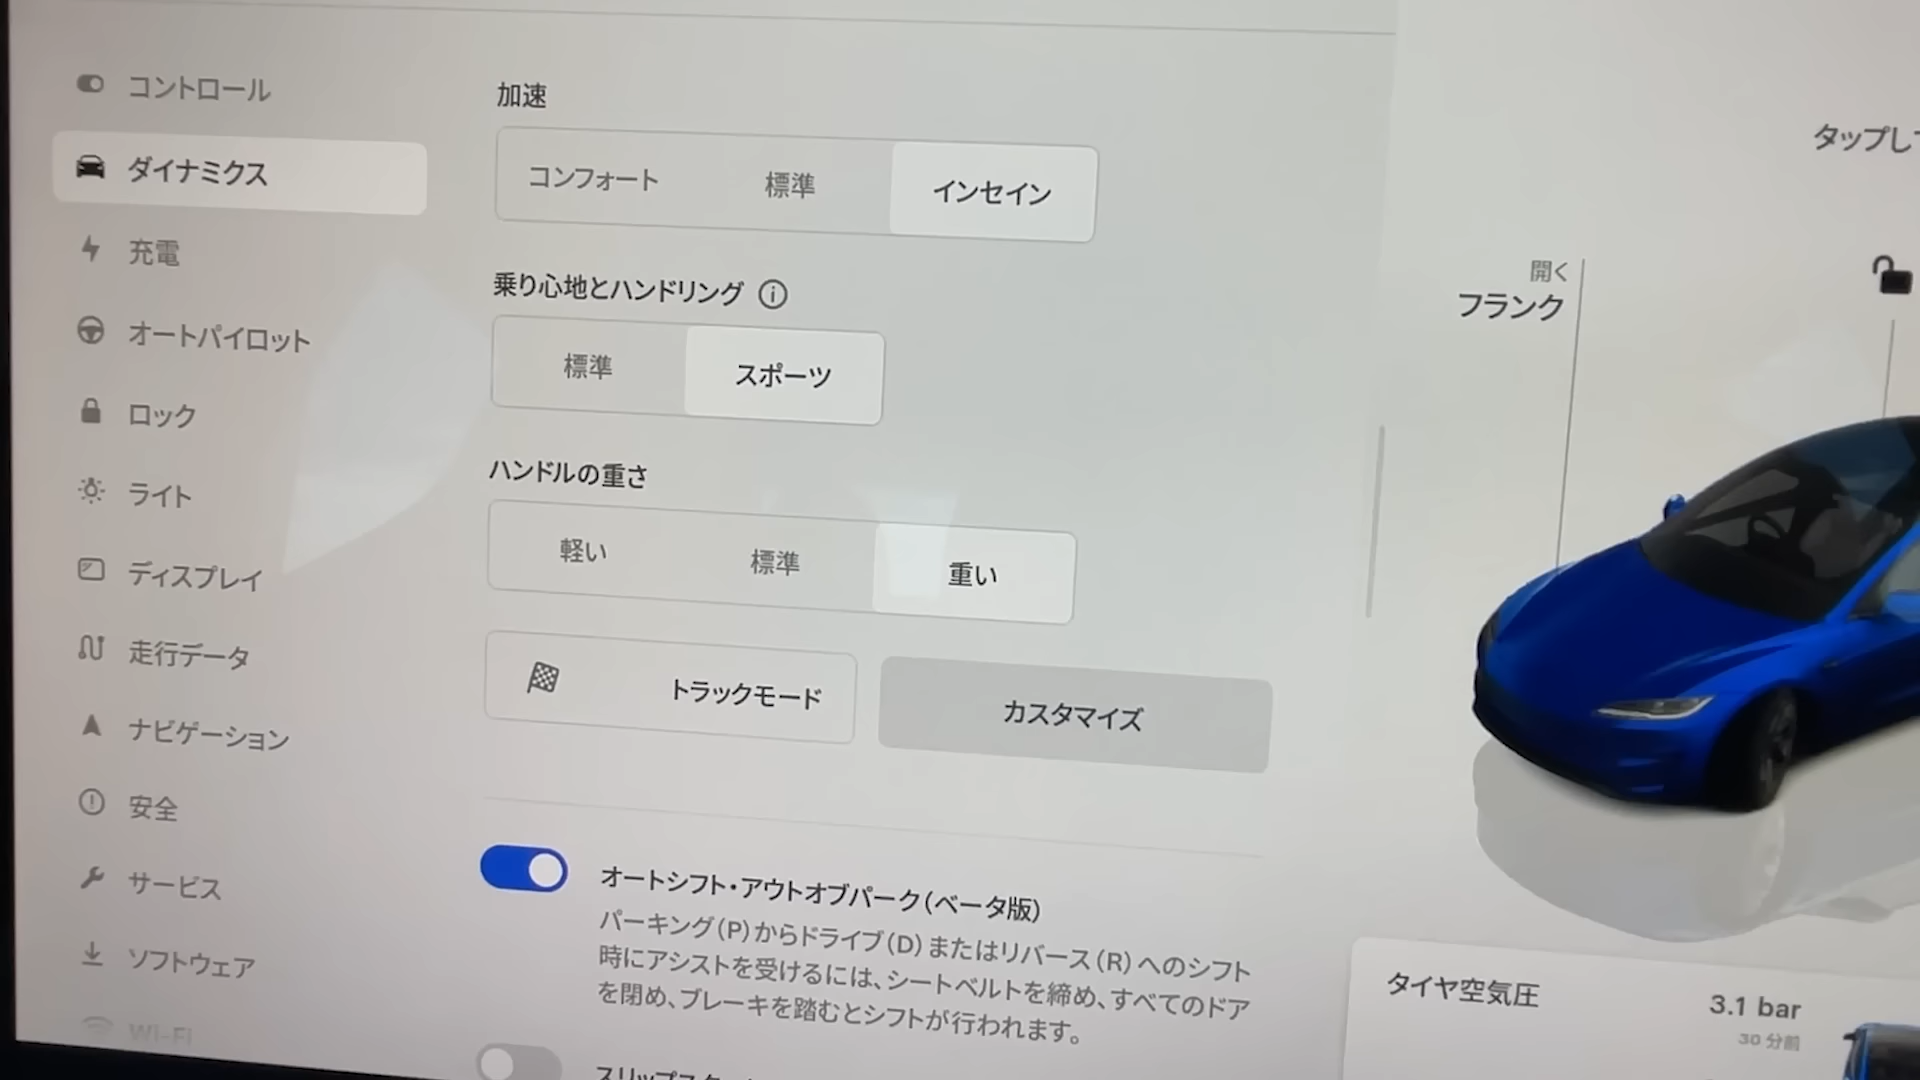 コントロール
ダイナミクス
充電
オートパイロット
ロック
ライト
ディスプレイ
走行データ
ナビゲーション
安全
サービス
ソフトウェア
Wi-Fi
加速
コンフォート 標準 インセイン
乗り心地とハンドリング
標準 スポーツ
ハンドルの重さ
軽い 標準 重い
トラックモード カスタマイズ
オートシフト・アウトオブパーク(ベータ版)
パーキング(P)からドライブ(D)またはリバース(R)へのシフト
時にアシストを受けるには、シートベルトを締め、すべてのドア
を閉め、ブレーキを踏むとシフトが行われます。
タップして
開く
フランク
タイヤ空気圧
3.1 bar
30 分前